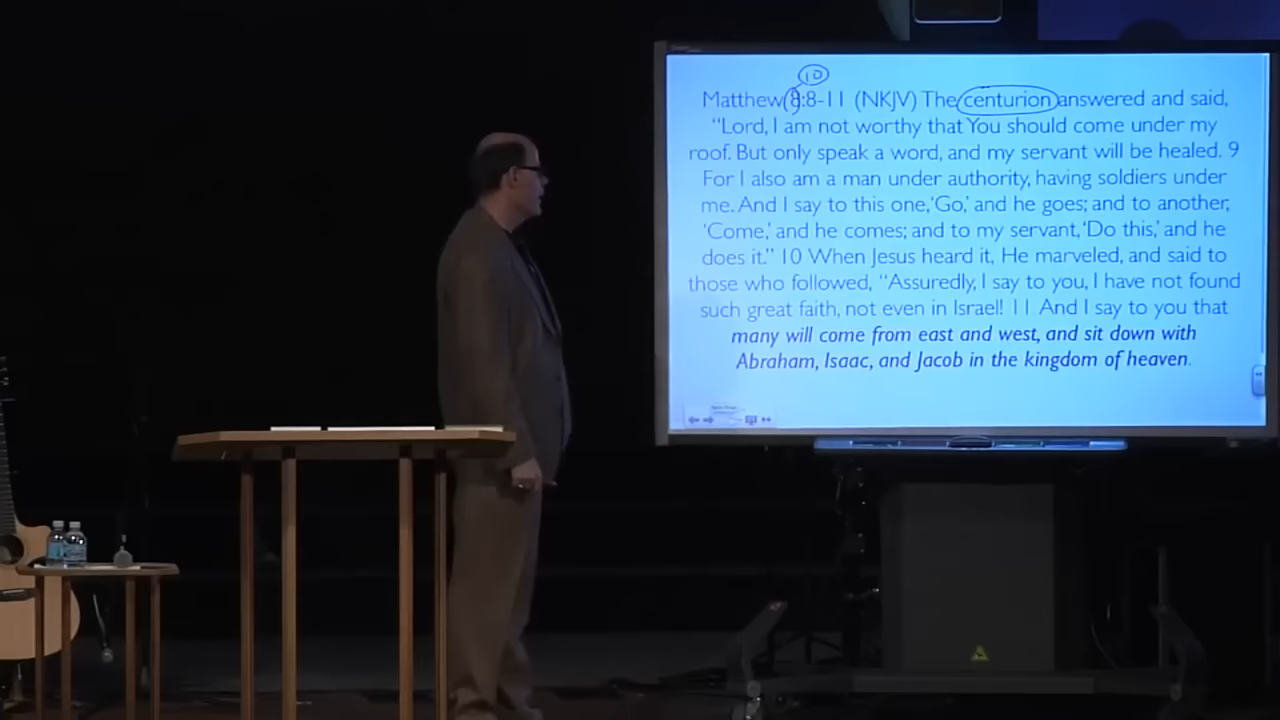 10
Matthew 8:8-11 (NKJV) The centurion answered and said,
“Lord, I am not worthy that You should come under my
roof. But only speak a word, and my servant will be healed. 9
For I also am a man under authority, having soldiers under
me. And I say to this one, ‘Go,’ and he goes; and to another,
‘Come,’ and he comes; and to my servant, ‘Do this,’ and he
does it.” 10 When Jesus heard it, He marveled, and said to
those who followed, “Assuredly, I say to you, I have not found
such great faith, not even in Israel! 11 And I say to you that
many will come from east and west, and sit down with
Abraham, Isaac, and Jacob in the kingdom of heaven.